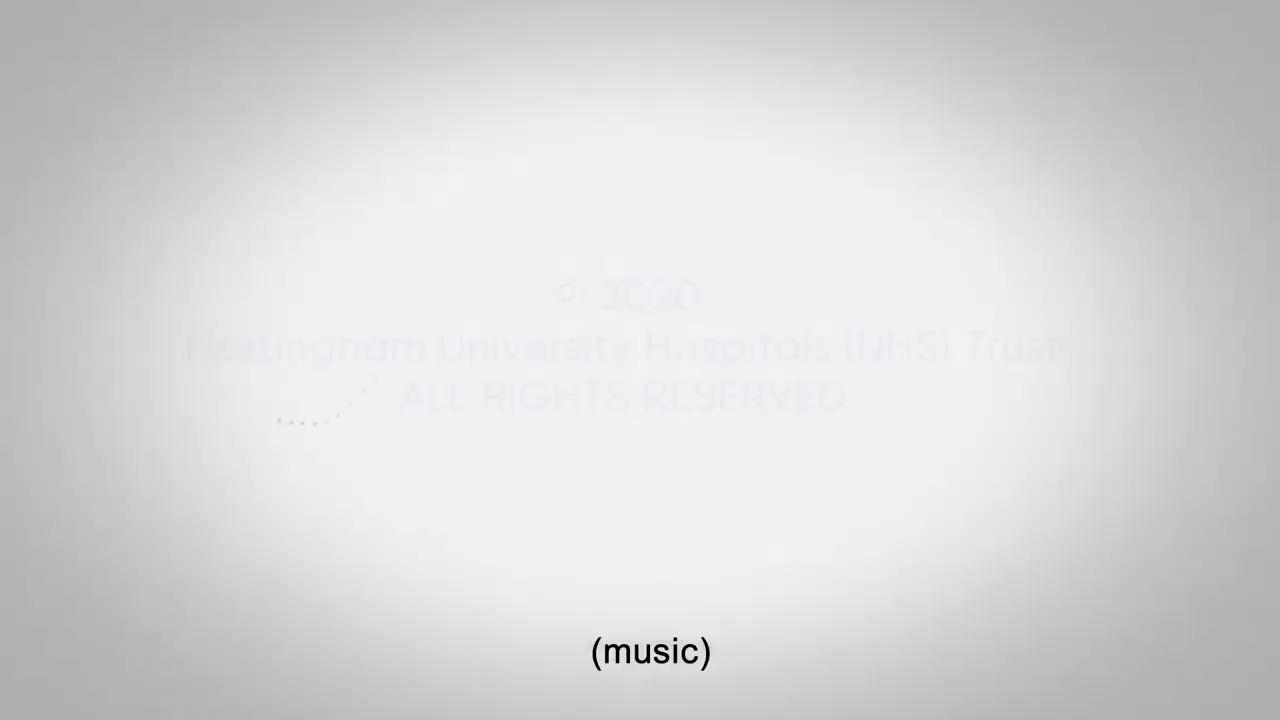 © 2020
Nottingham University Hospitals (NHS) Trust
ALL RIGHTS RESERVED
(music)